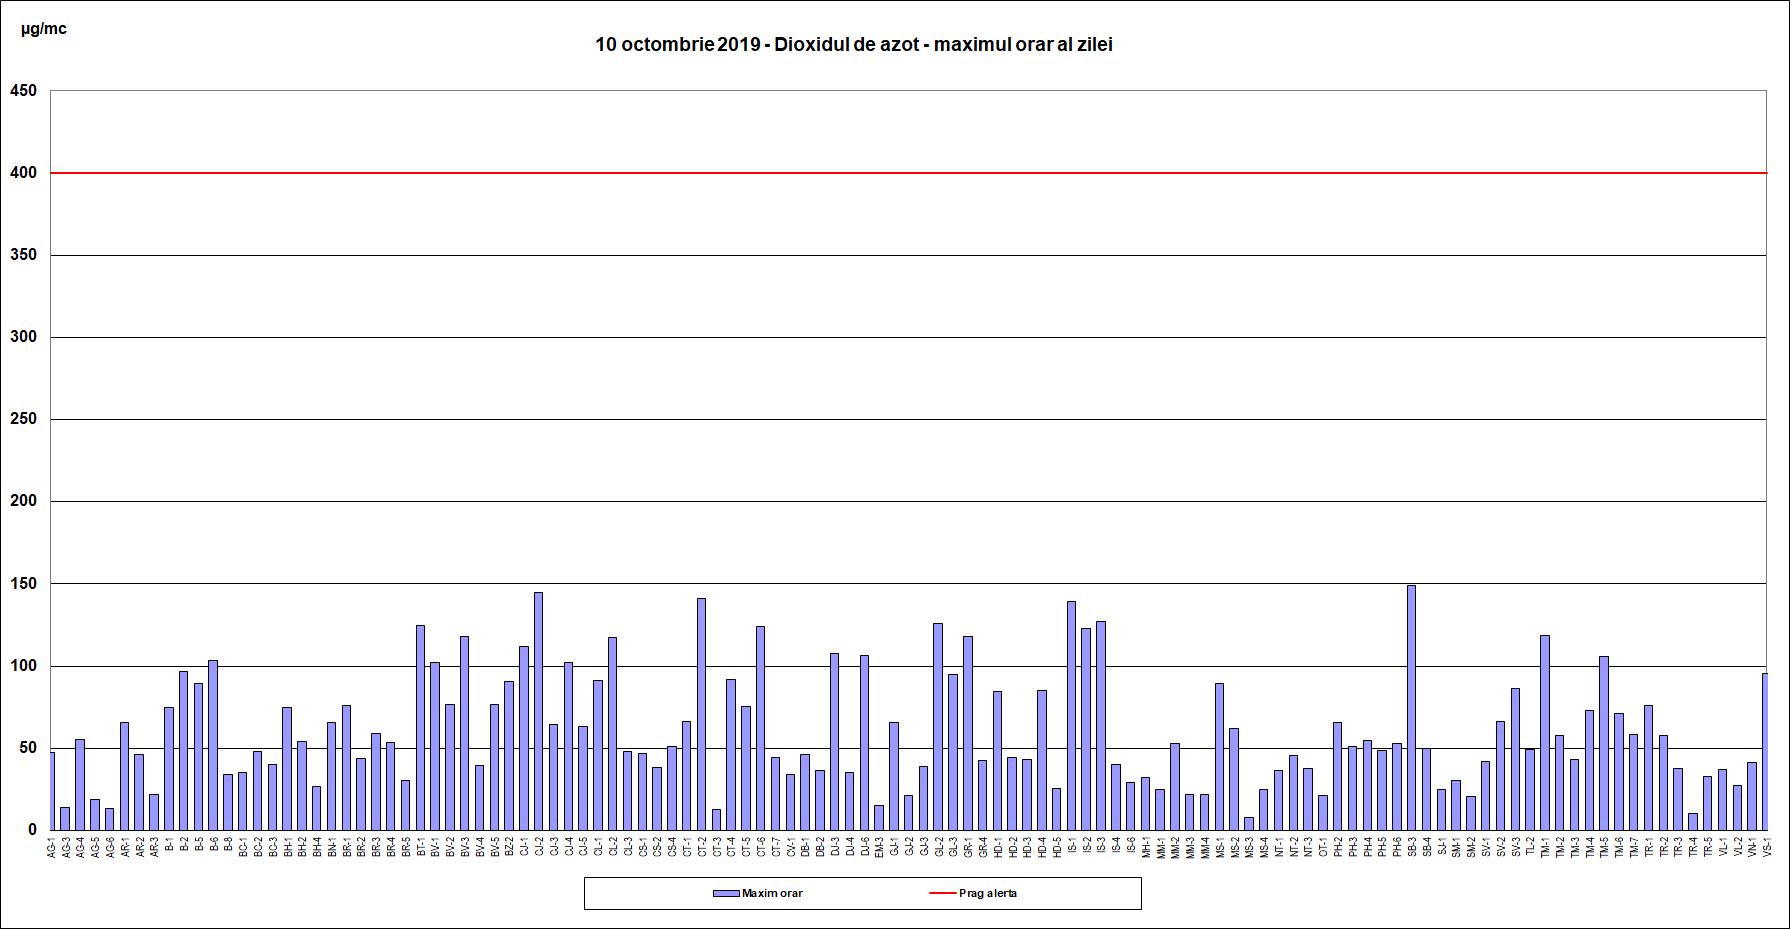 µg/mc
10 octombrie 2019 - Dioxidul de azot - maximul orar al zilei
450
400
350
300
250
200
150
100
50
0
AG-1 AG-3 AG-4 AG-5 AG-6 AR-1 AR-2 AR-3 B-1 B-2 B-5 B-6 B-8 BC-1 BC-2 BC-3 BH-1 BH-2 BH-4 BN-1 BR-1 BR-2 BR-3 BR-4 BR-5 BT-1 BV-1 BV-2 BV-3 BV-4 BV-5 BZ-2 CJ-1 CJ-2 CJ-3 CJ-4 CJ-5 CL-1 CL-2 CL-3 CS-1 CS-2 CS-4 CT-1 CT-2 CT-3 CT-4 CT-5 CT-6 CT-7 CV-1 DB-1 DB-2 DJ-3 DJ-4 DJ-6 EM-3 GJ-1 GJ-2 GJ-3 GL-2 GL-3 GR-1 GR-4 HD-1 HD-2 HD-3 HD-4 HD-5 IS-1 IS-2 IS-3 IS-4 IS-6 MH-1 MM-1 MM-2 MM-3 MM-4 MS-1 MS-2 MS-3 MS-4 NT-1 NT-2 NT-3 OT-1 PH-2 PH-3 PH-4 PH-5 PH-6 SB-3 SB-4 SJ-1 SM-1 SM-2 SV-1 SV-2 SV-3 TL-2 TM-1 TM-2 TM-3 TM-4 TM-5 TM-6 TM-7 TR-1 TR-2 TR-3 TR-4 TR-5 VL-1 VL-2 VN-1 VS-1
Maxim orar Prag alerta